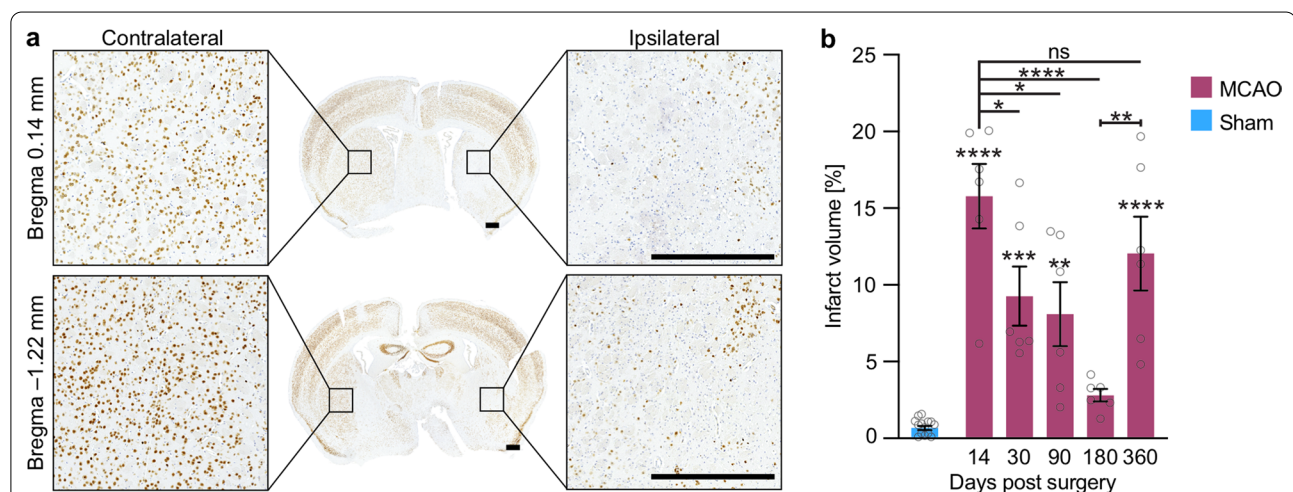 a
Contralateral
Ipsilateral
Bregma 0.14 mm
Bregma –1.22 mm
b
25
20
15
10
5
0
Infarct volume [%]
ns
****
*
*
**
****
***
**
****
14 30 90 180 360
Days post surgery
MCAO
Sham